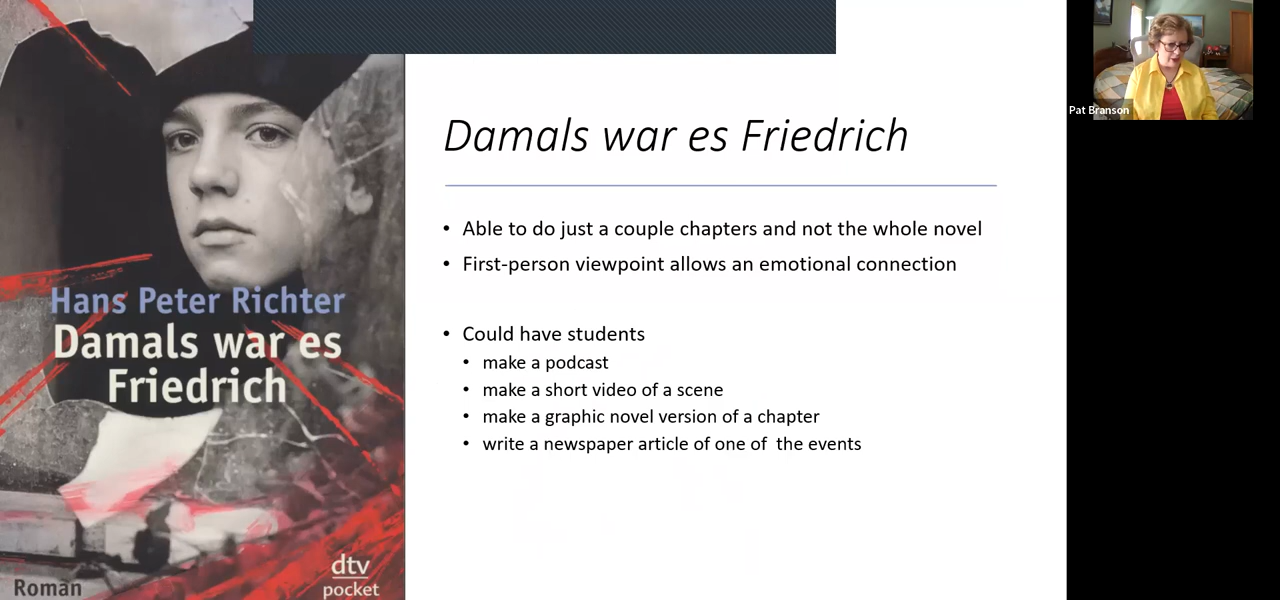 Hans Peter Richter
Damals war es
Friedrich
dtv
pocket
Roman
Damals war es Friedrich
• Able to do just a couple chapters and not the whole novel
• First-person viewpoint allows an emotional connection
• Could have students
• make a podcast
• make a short video of a scene
• make a graphic novel version of a chapter
• write a newspaper article of one of  the events
Pat Branson